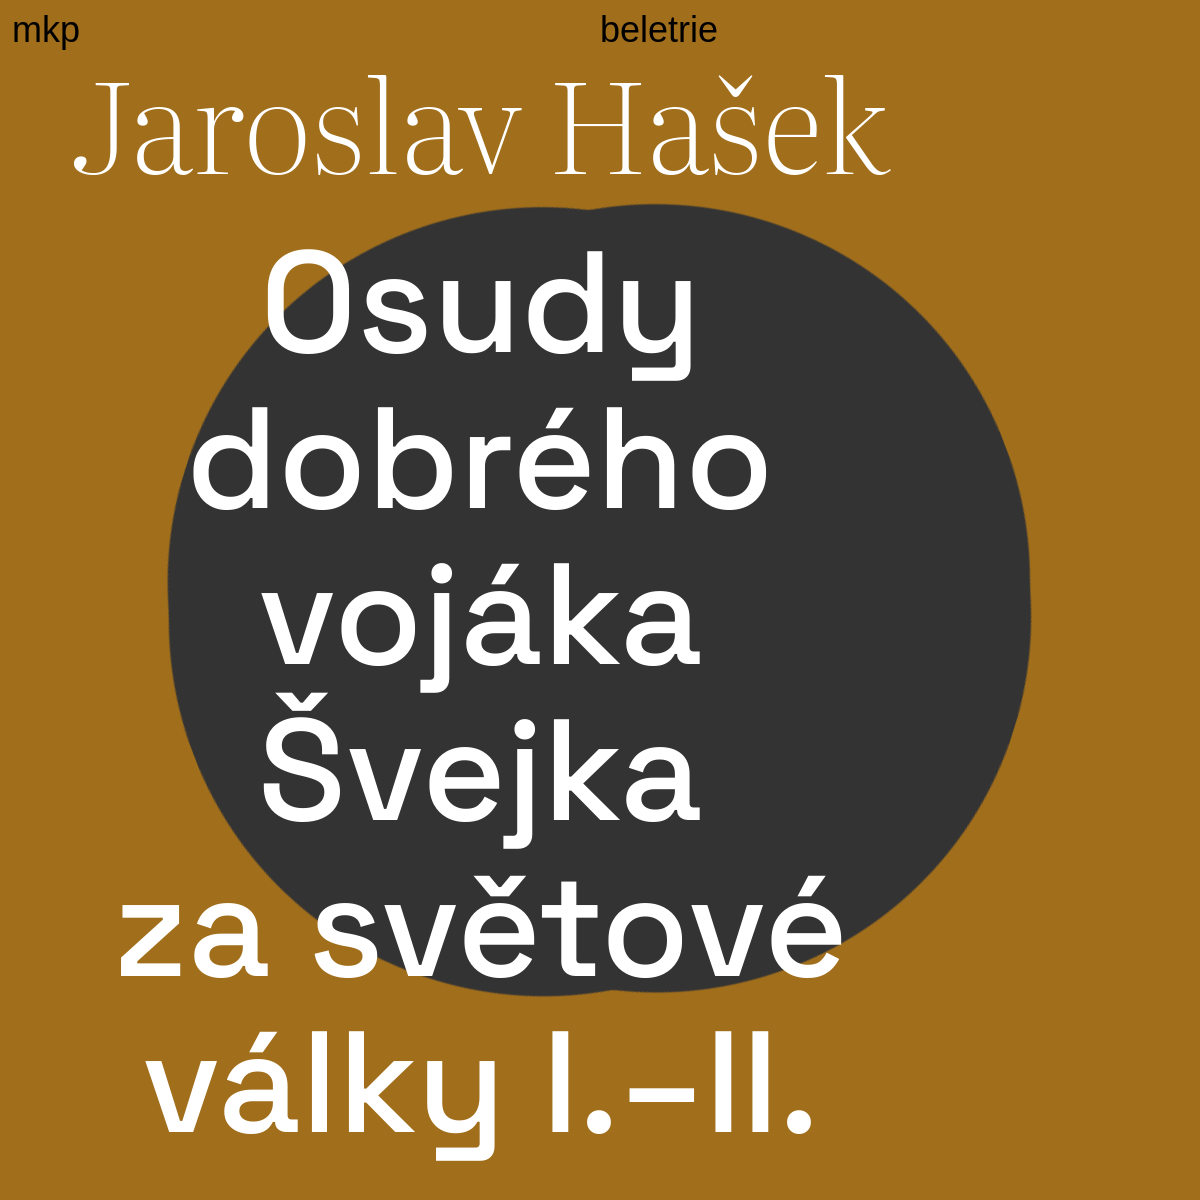 mkp
beletrie
Jaroslav Hašek
Osudy
dobrého
vojáka
Švejka
za světové
války I.–II.